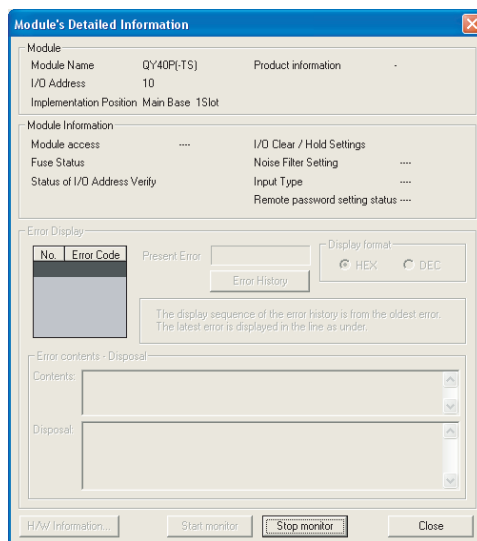 Module's Detailed Information
Module
Module Name QY40P(-TS) Product information -
I/O Address 10
Implementation Position Main Base 1Slot
Module Information
Module access ---- I/O Clear / Hold Settings
Fuse Status Noise Filter Setting ----
Status of I/O Address Verify Input Type ----
Remote password setting status ----
Error Display
No. Error Code
Present Error
Display format
HEX DEC
Error History
The display sequence of the error history is from the oldest error.
The latest error is displayed in the line as under.
Error contents - Disposal
Contents:
Disposal:
H/W Information... Start monitor Stop monitor Close